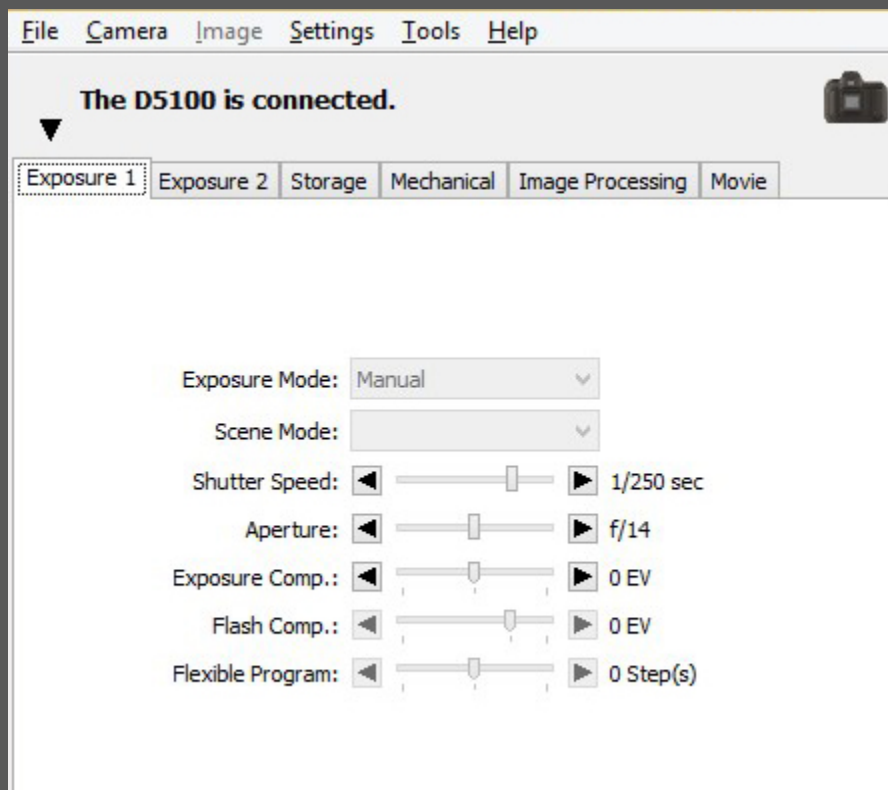 File Camera Image Settings Tools Help
The D5100 is connected.
Exposure 1 Exposure 2 Storage Mechanical Image Processing Movie
Exposure Mode: Manual
Scene Mode:
Shutter Speed: 1/250 sec
Aperture: f/14
Exposure Comp.: 0 EV
Flash Comp.: 0 EV
Flexible Program: 0 Step(s)